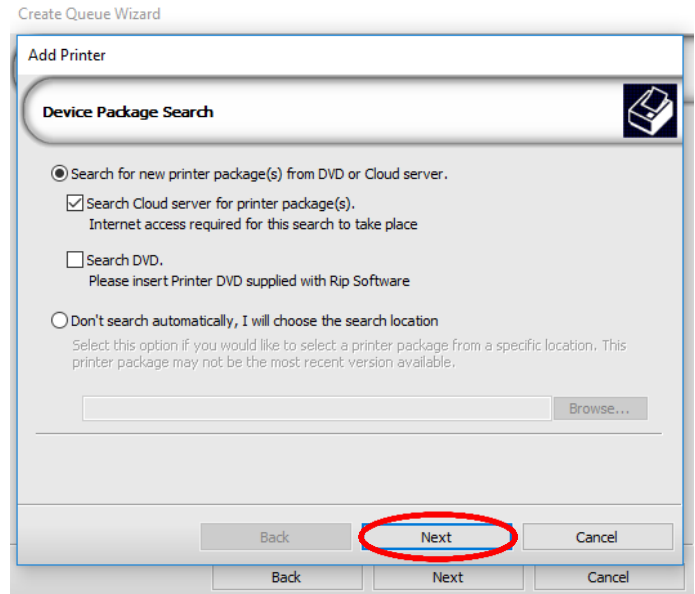 Create Queue Wizard
Add Printer
Device Package Search
Search for new printer package(s) from DVD or Cloud server.
Search Cloud server for printer package(s).
Internet access required for this search to take place
Search DVD.
Please insert Printer DVD supplied with Rip Software
Don't search automatically, I will choose the search location
Select this option if you would like to select a printer package from a specific location. This
printer package may not be the most recent version available.
Browse...
Back Next Cancel
Back Next Cancel